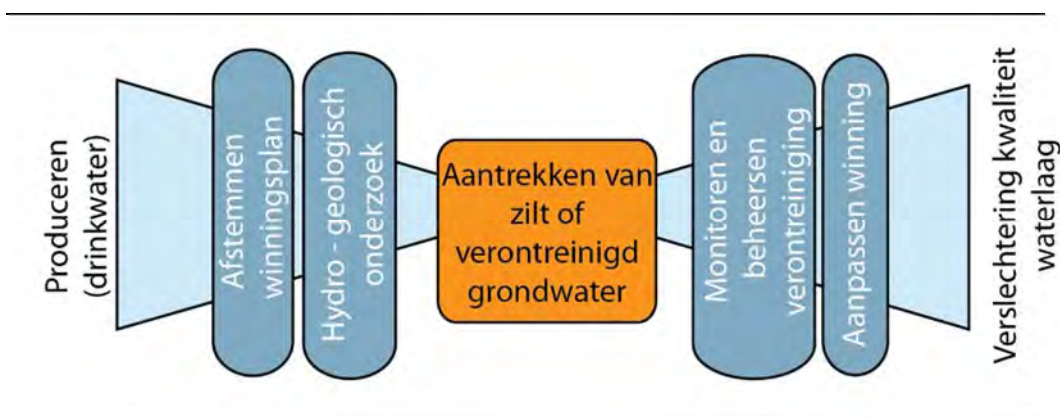 Produceren
(drinkwater)
Afstemmen
winningsplan
Hydro - geologisch
onderzoek
Aantrekken van
zilt of
verontreinigd
grondwater
Monitoren en
beheersen
verontreiniging
Aanpassen winning
Verslechtering kwaliteit
waterlaag